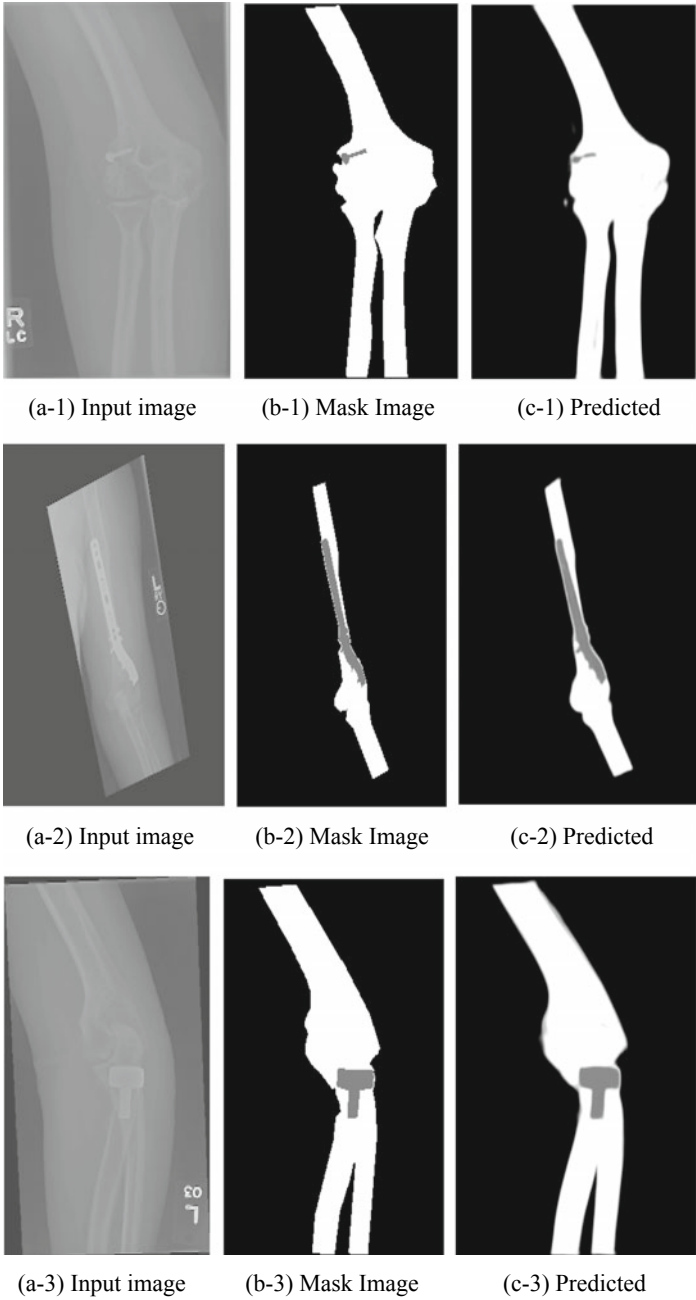 R
LC
(a-1) Input image
(b-1) Mask Image
(c-1) Predicted
L
(a-2) Input image
(b-2) Mask Image
(c-2) Predicted
03
L
(a-3) Input image
(b-3) Mask Image
(c-3) Predicted